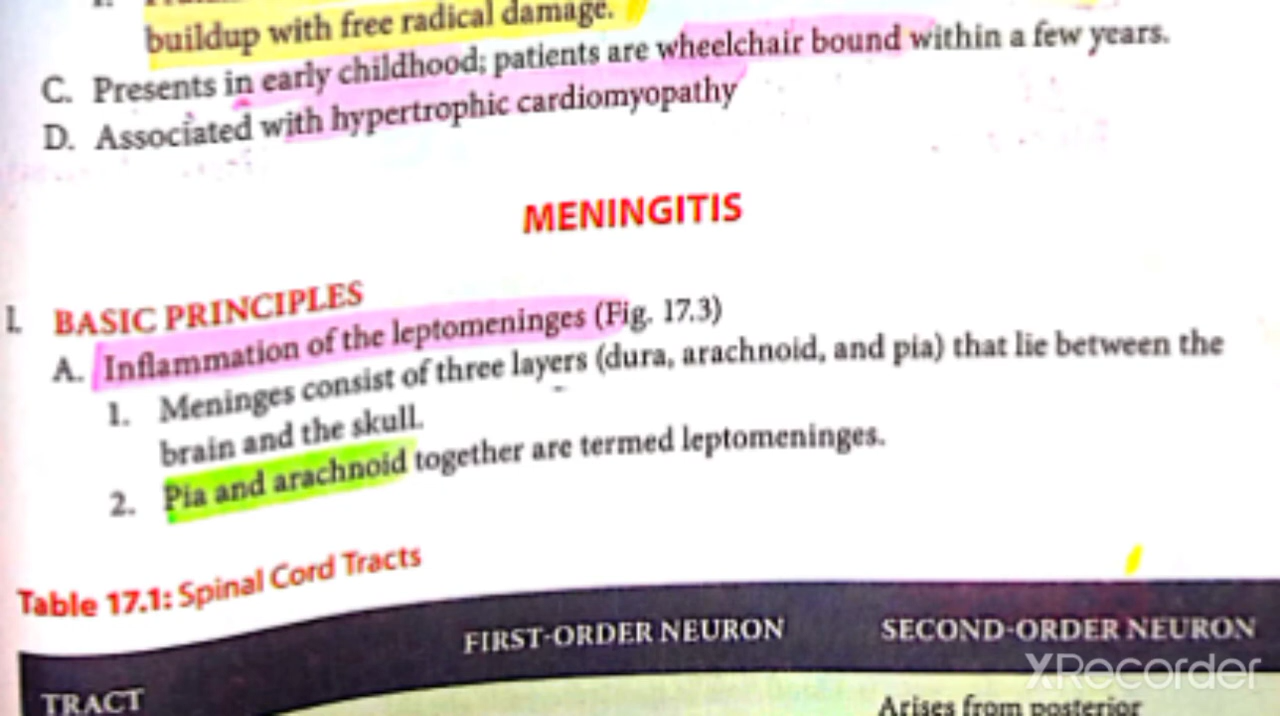 buildup with free radical damage.
C. Presents in early childhood; patients are wheelchair bound within a few years.
D. Associated with hypertrophic cardiomyopathy
MENINGITIS
I. BASIC PRINCIPLES
A. Inflammation of the leptomeninges (Fig. 17.3)
1. Meninges consist of three layers (dura, arachnoid, and pia) that lie between the
brain and the skull.
2. Pia and arachnoid together are termed leptomeninges.
Table 17.1: Spinal Cord Tracts
FIRST-ORDER NEURON SECOND-ORDER NEURON
TRACT
Arises from posterior
XRecorder